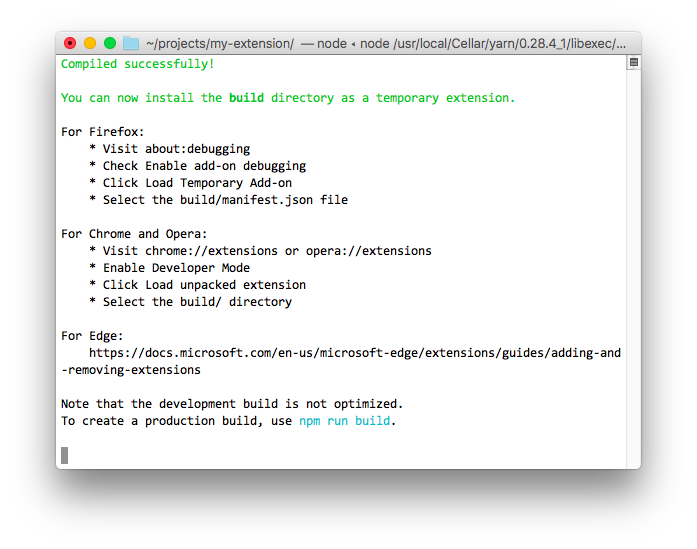 ~/projects/my-extension/ — node ◂ node /usr/local/Cellar/yarn/0.28.4_1/libexec/...
Compiled successfully!
You can now install the build directory as a temporary extension.
For Firefox:
* Visit about:debugging
* Check Enable add-on debugging
* Click Load Temporary Add-on
* Select the build/manifest.json file
For Chrome and Opera:
* Visit chrome://extensions or opera://extensions
* Enable Developer Mode
* Click Load unpacked extension
* Select the build/ directory
For Edge:
https://docs.microsoft.com/en-us/microsoft-edge/extensions/guides/adding-and
-removing-extensions
Note that the development build is not optimized.
To create a production build, use npm run build.